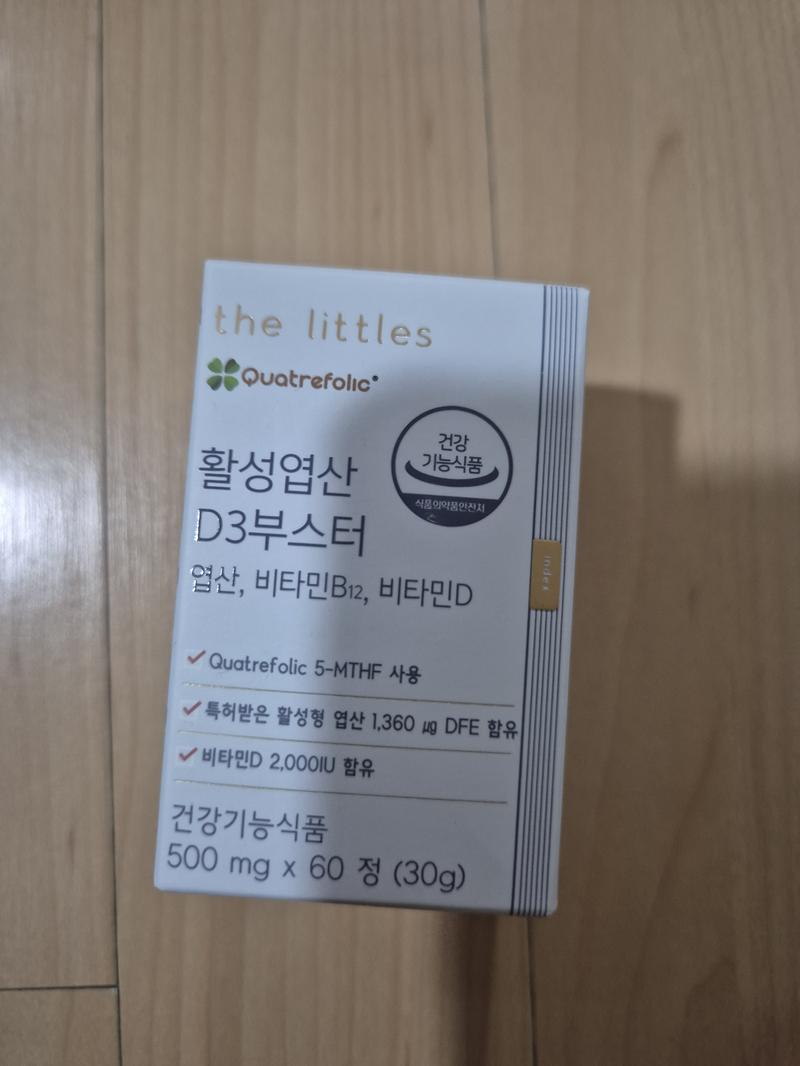 the littles
Quatrefolic®
건강
기능식품
식품의약품안전처
활성엽산
D3부스터
엽산, 비타민B12, 비타민D
index
Quatrefolic 5-MTHF 사용
특허받은 활성형 엽산 1,360 ㎍ DFE 함유
비타민D 2,000IU 함유
건강기능식품
500 mg x 60 정 (30g)